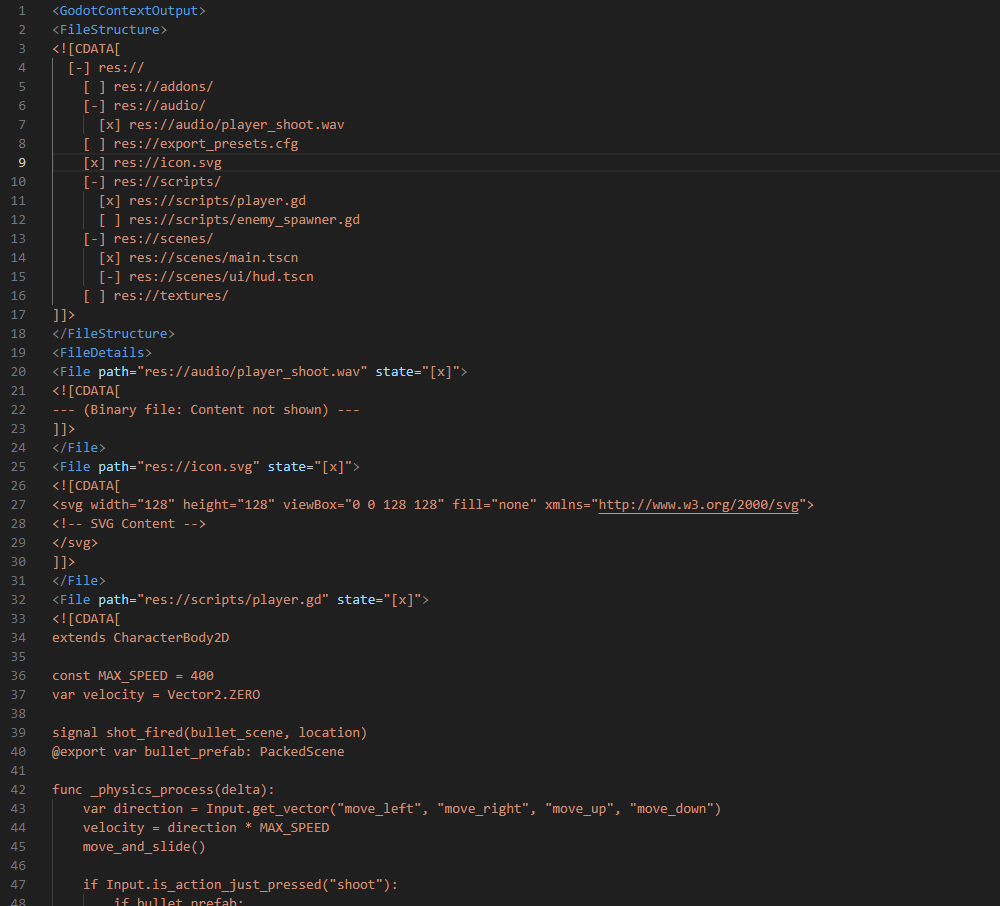 1 <GodotContextOutput>
2 <FileStructure>
3 <![CDATA[
4   [-] res://
5     [ ] res://addons/
6     [-] res://audio/
7       [x] res://audio/player_shoot.wav
8     [ ] res://export_presets.cfg
9     [x] res://icon.svg
10     [-] res://scripts/
11       [x] res://scripts/player.gd
12       [ ] res://scripts/enemy_spawner.gd
13     [-] res://scenes/
14       [x] res://scenes/main.tscn
15       [-] res://scenes/ui/hud.tscn
16     [ ] res://textures/
17 ]]>
18 </FileStructure>
19 <FileDetails>
20 <File path="res://audio/player_shoot.wav" state="[x]">
21 <![CDATA[
22 --- (Binary file: Content not shown) ---
23 ]]>
24 </File>
25 <File path="res://icon.svg" state="[x]">
26 <![CDATA[
27 <svg width="128" height="128" viewBox="0 0 128 128" fill="none" xmlns="http://www.w3.org/2000/svg">
28 <!-- SVG Content -->
29 </svg>
30 ]]>
31 </File>
32 <File path="res://scripts/player.gd" state="[x]">
33 <![CDATA[
34 extends CharacterBody2D
35
36 const MAX_SPEED = 400
37 var velocity = Vector2.ZERO
38
39 signal shot_fired(bullet_scene, location)
40 @export var bullet_prefab: PackedScene
41
42 func _physics_process(delta):
43     var direction = Input.get_vector("move_left", "move_right", "move_up", "move_down")
44     velocity = direction * MAX_SPEED
45     move_and_slide()
46
47     if Input.is_action_just_pressed("shoot"):
48         if bullet_prefab: